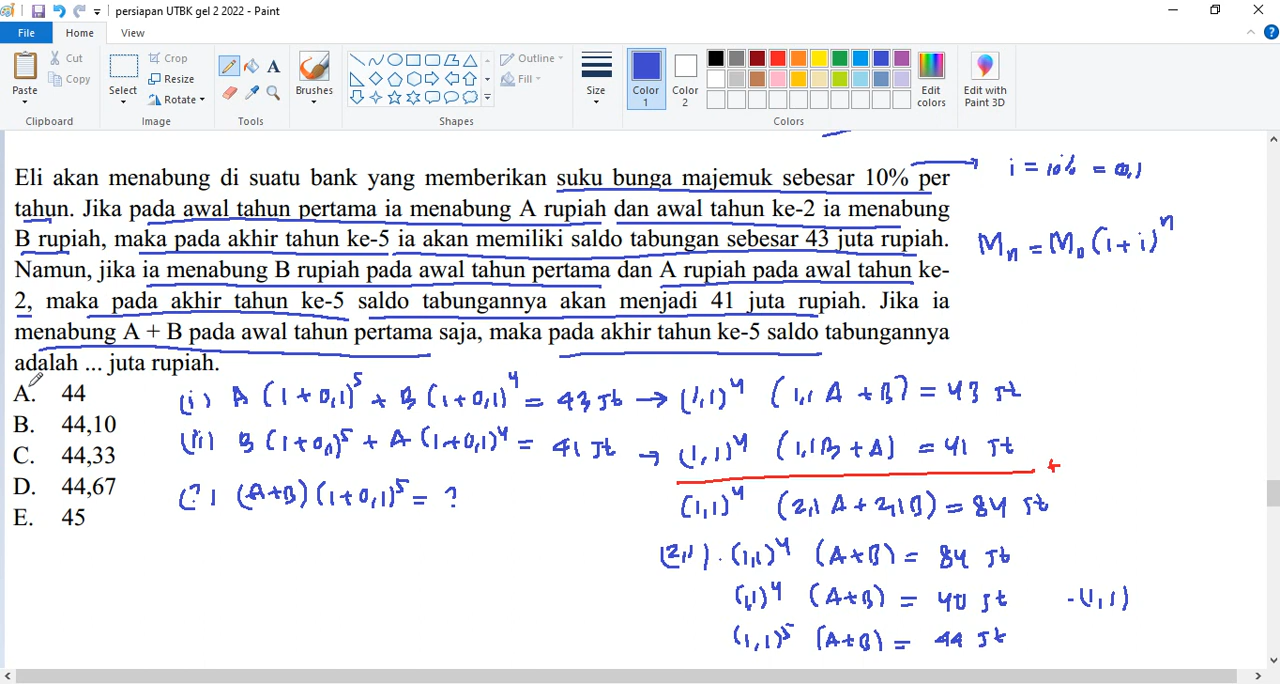 persiapan UTBK gel 2 2022 - Paint
File Home View
Paste Cut Copy Select Crop Resize Rotate A Brushes Outline Fill Size Color 1 Color 2 Edit colors Edit with Paint 3D
Clipboard Image Tools Shapes Colors
Eli akan menabung di suatu bank yang memberikan suku bunga majemuk sebesar 10% per
tahun. Jika pada awal tahun pertama ia menabung A rupiah dan awal tahun ke-2 ia menabung
B rupiah, maka pada akhir tahun ke-5 ia akan memiliki saldo tabungan sebesar 43 juta rupiah.
Namun, jika ia menabung B rupiah pada awal tahun pertama dan A rupiah pada awal tahun ke-
2, maka pada akhir tahun ke-5 saldo tabungannya akan menjadi 41 juta rupiah. Jika ia
menabung A + B pada awal tahun pertama saja, maka pada akhir tahun ke-5 saldo tabungannya
adalah ... juta rupiah.
i = 10% = 0,1
Mn = M0 (1+i)^n
A. 44
B. 44,10
C. 44,33
D. 44,67
E. 45
(i) A (1+0,1)^5 + B (1+0,1)^4 = 43 Jt → (1,1)^4 (1,1 A + B) = 43 Jt
(ii) B (1+0,1)^5 + A (1+0,1)^4 = 41 Jt → (1,1)^4 (1,1B + A) = 41 Jt
+
(?) (A+B) (1+0,1)^5 = ?
(1,1)^4 (2,1 A + 2,1B) = 84 Jt
(2,1) . (1,1)^4 (A+B) = 84 Jt
(1,1)^4 (A+B) = 40 Jt .(1,1)
(1,1)^5 (A+B) = 44 Jt